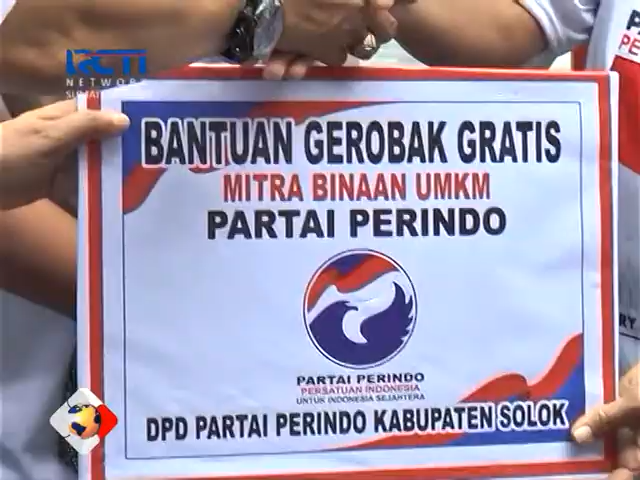 RCTI
NETWORK
BANTUAN GEROBAK GRATIS
MITRA BINAAN UMKM
PARTAI PERINDO
PARTAI PERINDO
PERSATUAN INDONESIA
UNTUK INDONESIA SEJAHTERA
DPD PARTAI PERINDO KABUPATEN SOLOK